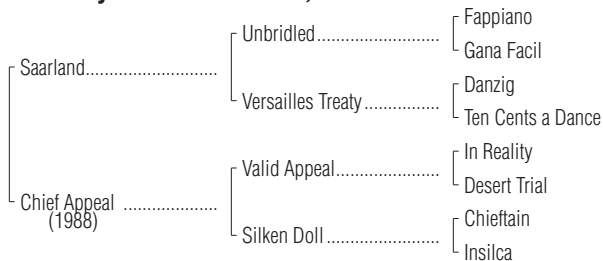 Fappiano
Unbridled
Gana Facil
Saarland
Danzig
Versailles Treaty
Ten Cents a Dance
In Reality
Valid Appeal
Desert Trial
Chief Appeal
(1988)
Chieftain
Silken Doll
Insilca